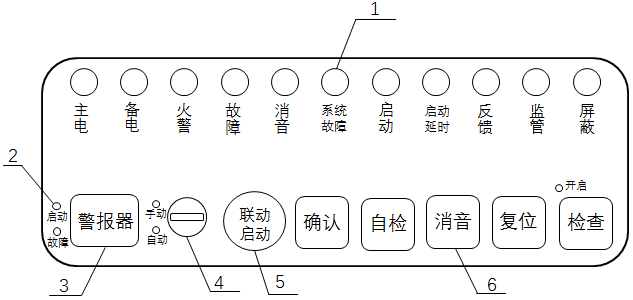 1
主电 备电 火警 故障 消音 系统故障 启动 启动延时 反馈 监管 屏蔽
2
启动
故障
警报器
手动
自动
联动启动
确认
自检
消音
复位
开启
检查
3
4
5
6